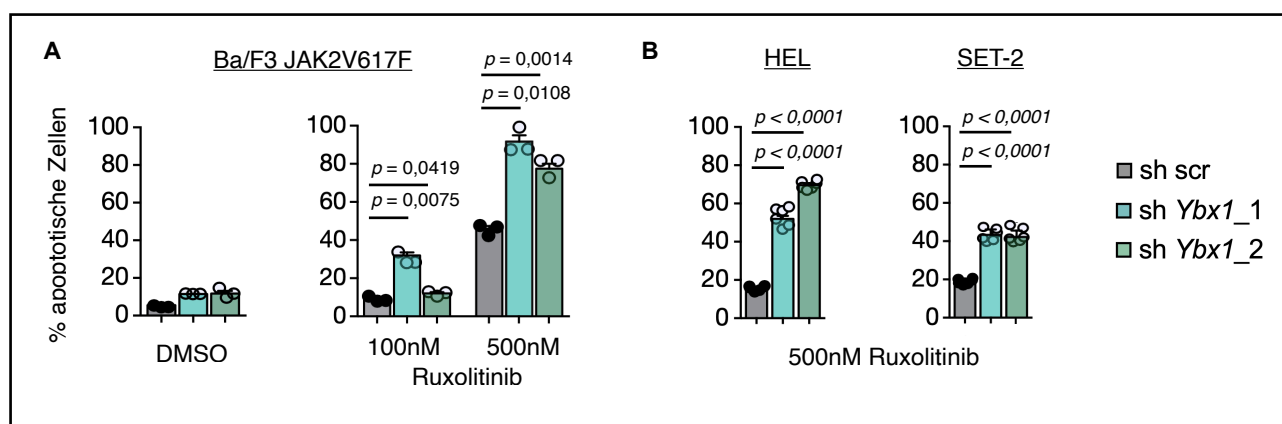 A
Ba/F3 JAK2V617F
% apoptotische Zellen
100
80
60
40
20
0
DMSO
100
80
60
40
20
0
p = 0,0419
p = 0,0075
p = 0,0014
p = 0,0108
100nM 500nM
Ruxolitinib
B
HEL
SET-2
p < 0,0001
p < 0,0001
100
80
60
40
20
0
p < 0,0001
p < 0,0001
100
80
60
40
20
0
500nM Ruxolitinib
sh scr
sh Ybx1_1
sh Ybx1_2